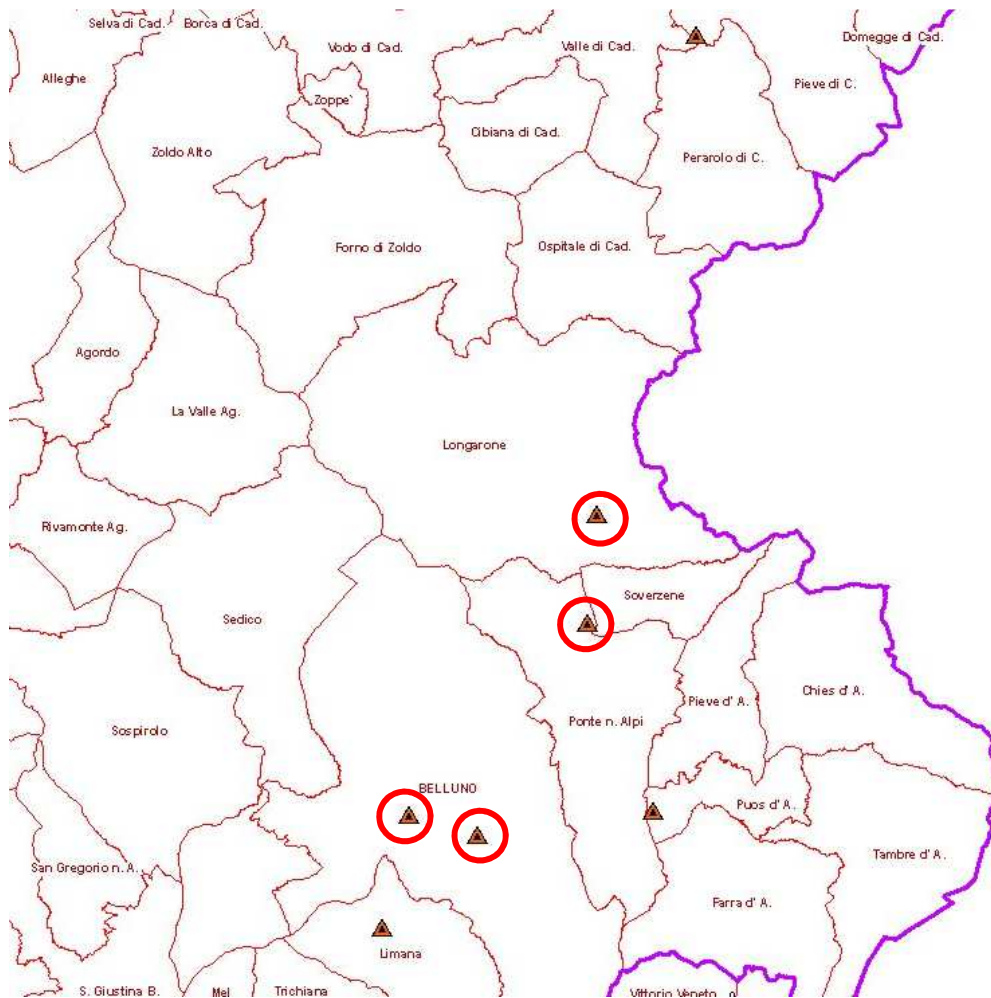 Selva di Cad.
Borca di Cad.
Vodo di Cad.
Valle di Cad.
Domegge di Cad.
Alleghe
Zoppe`
Pieve di C.
Cibiana di Cad.
Zoldo Alto
Perarolo di C.
Forno di Zoldo
Ospitale di Cad.
Agordo
La Valle Ag.
Longarone
Rivamonte Ag.
Soverzene
Sedico
Chies d' A.
Pieve d' A.
Ponte n. Alpi
Sospirolo
BELLUNO
Puos d' A.
San Gregorio n. A.
Tambre d' A.
Farra d' A.
Limana
S. Giustina B.
Mel
Trichiana
Vittorio Veneto